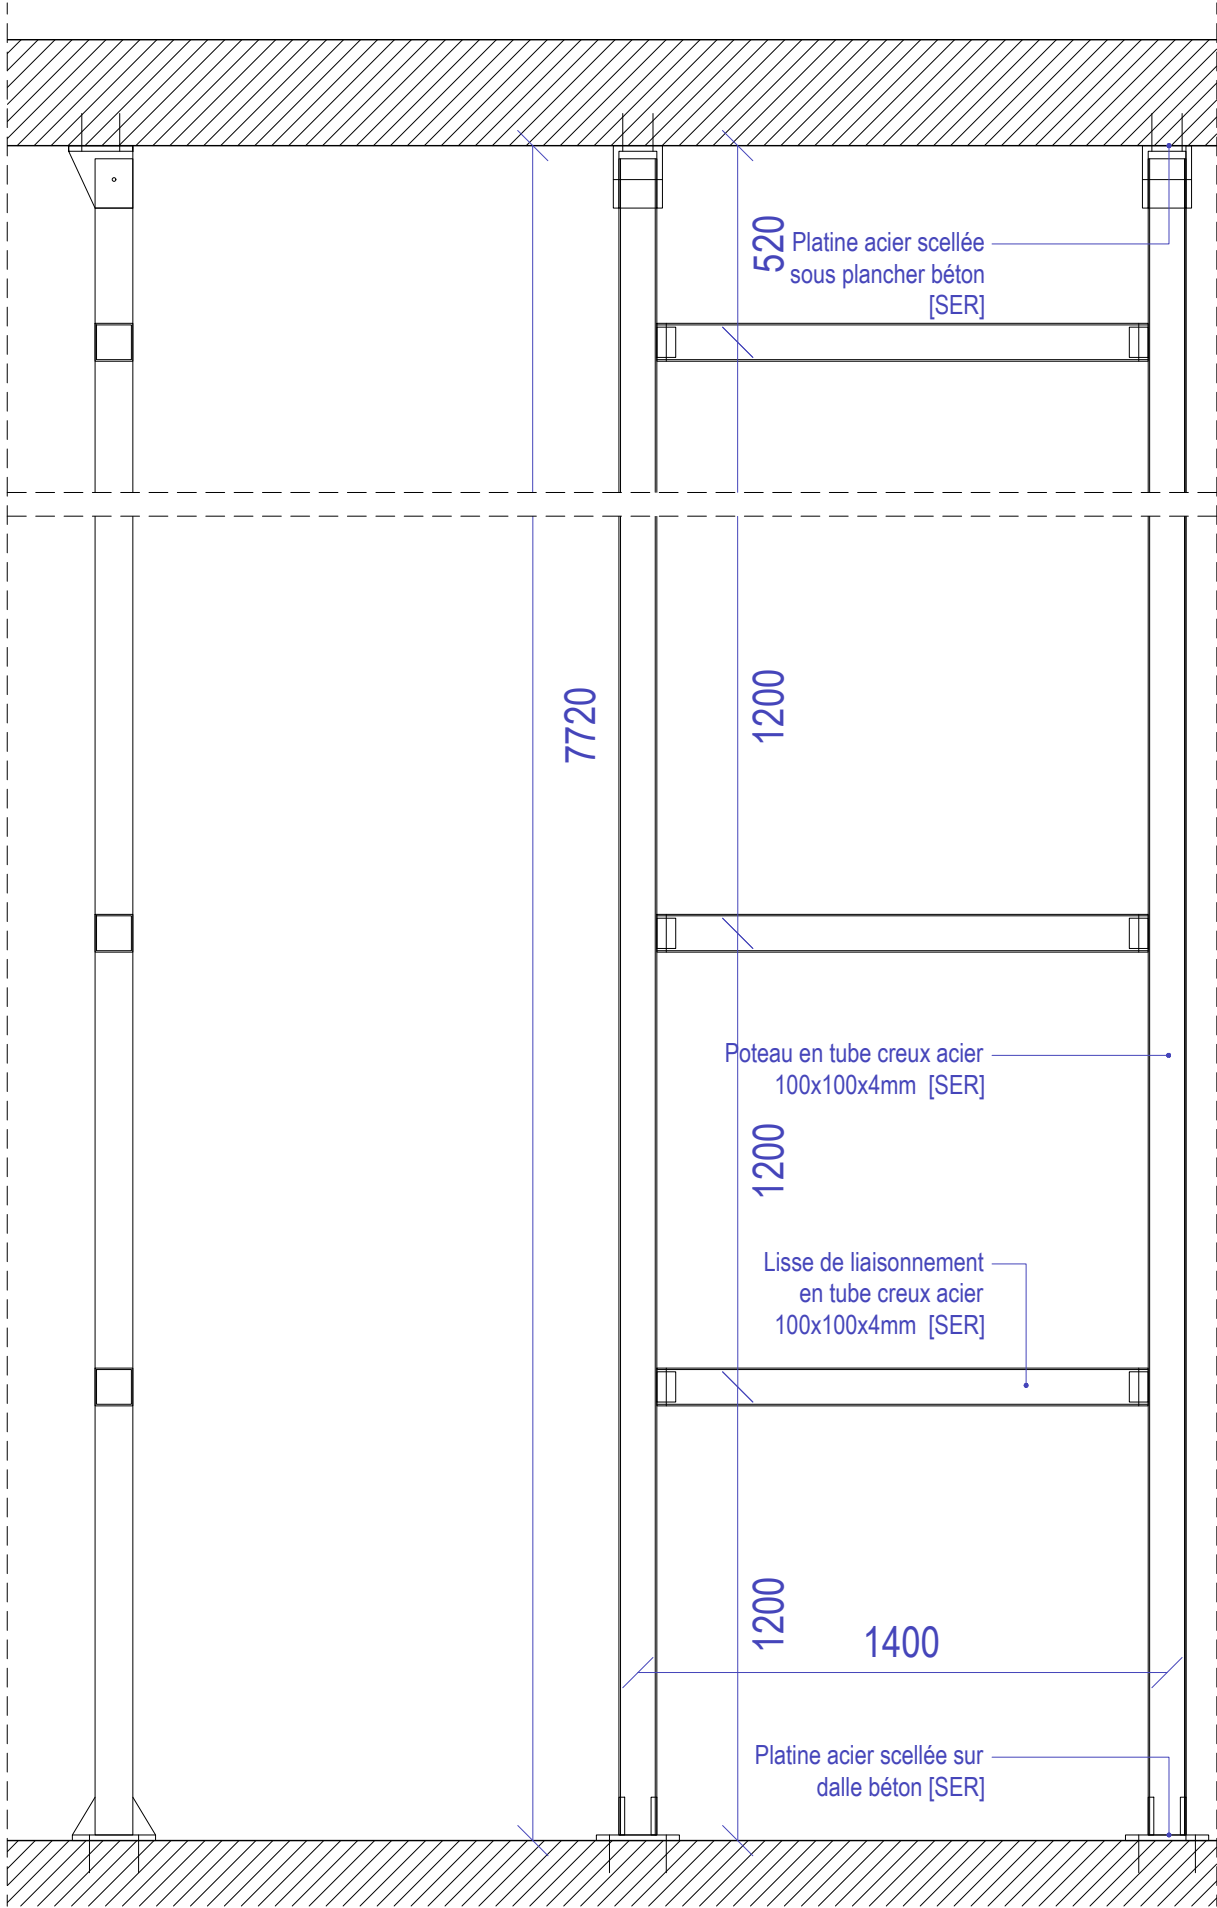 520
Platine acier scellée
sous plancher béton
[SER]
7720
1200
Poteau en tube creux acier
100x100x4mm [SER]
1200
Lisse de liaisonnement
en tube creux acier
100x100x4mm [SER]
1200
1400
Platine acier scellée sur
dalle béton [SER]